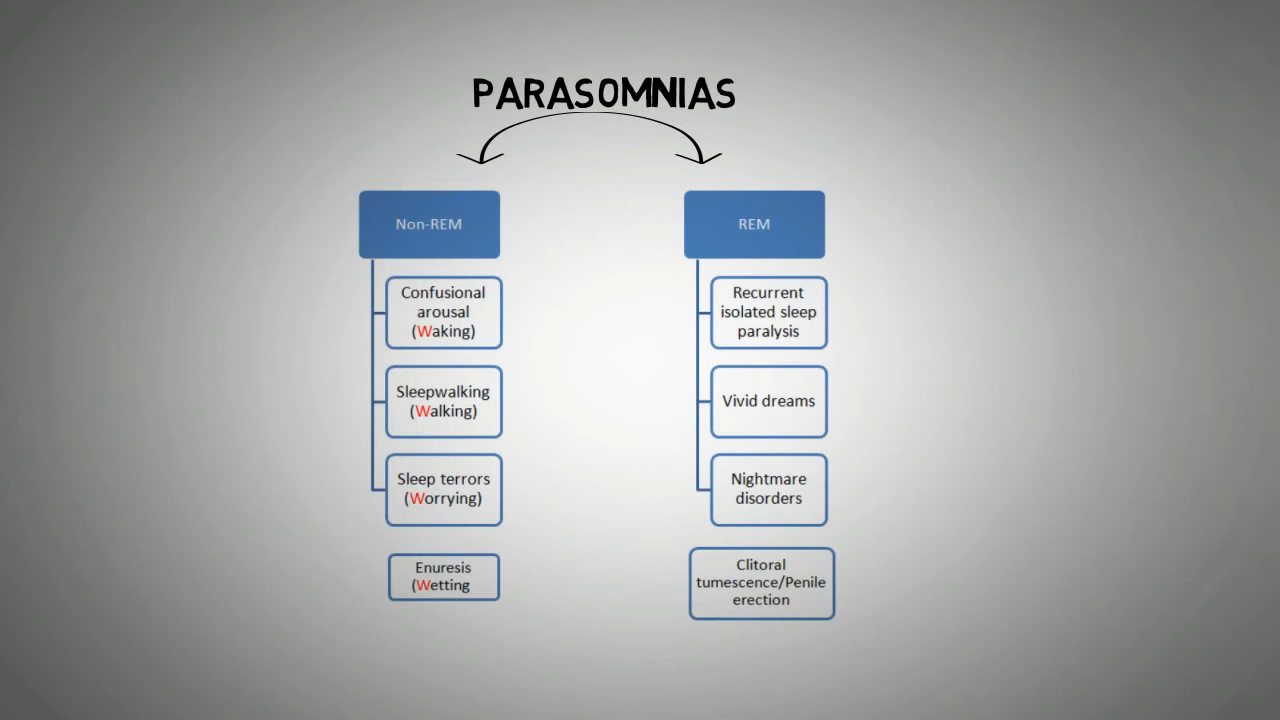 PARASOMNIAS
Non-REM
Confusional
arousal
(Waking)
Sleepwalking
(Walking)
Sleep terrors
(Worrying)
Enuresis
(Wetting
REM
Recurrent
isolated sleep
paralysis
Vivid dreams
Nightmare
disorders
Clitoral
tumescence/Penile
erection